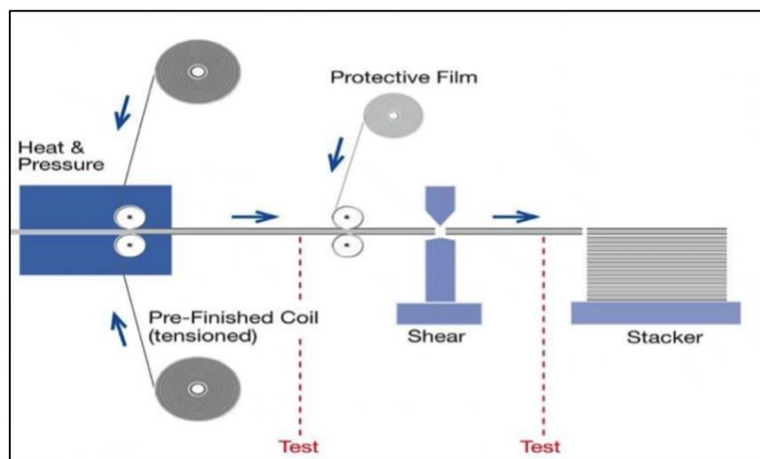 Protective Film
Heat &
Pressure
Pre-Finished Coil
(tensioned)
Shear
Stacker
Test
Test